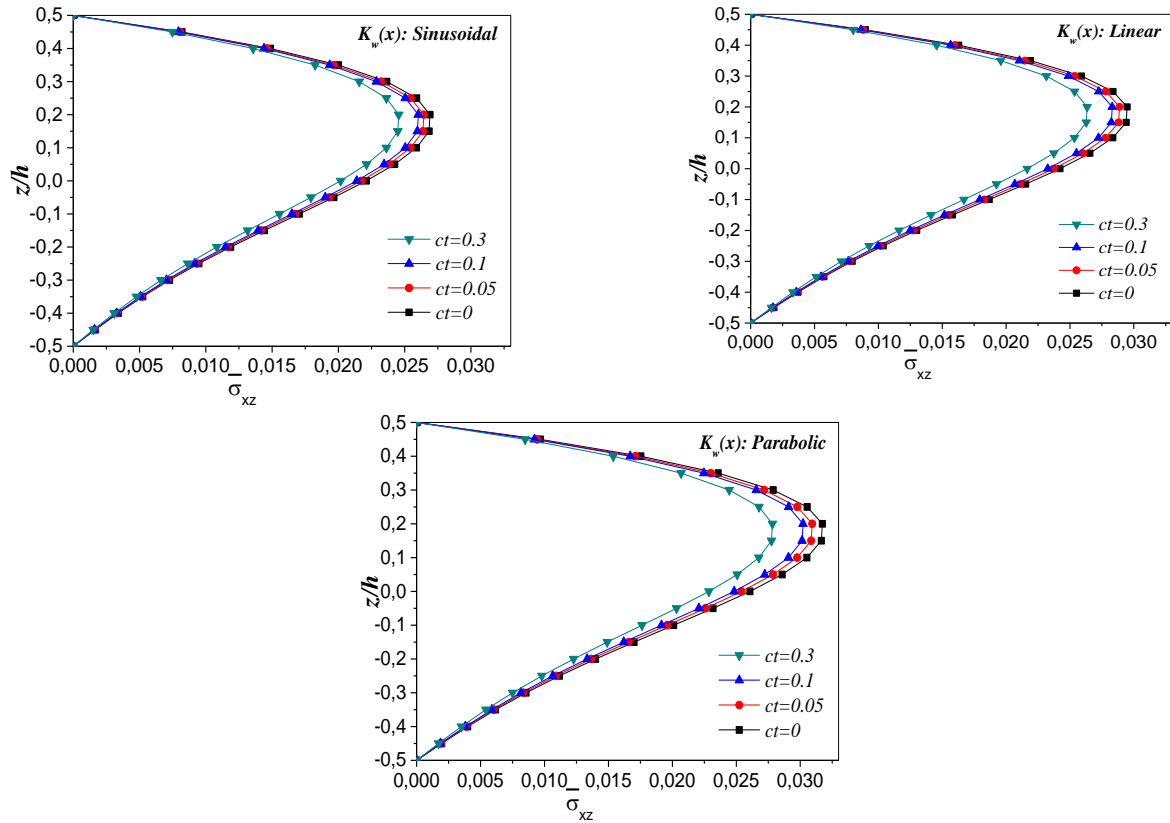 K_w(x): Sinusoidal
0,5
0,4
0,3
0,2
0,1
0,0
-0,1
-0,2
-0,3
-0,4
-0,5
z/h
ct=0.3
ct=0.1
ct=0.05
ct=0
0,000 0,005 0,010 0,015 0,020 0,025 0,030
σ̅_xz
K_w(x): Linear
0,5
0,4
0,3
0,2
0,1
0,0
-0,1
-0,2
-0,3
-0,4
-0,5
z/h
ct=0.3
ct=0.1
ct=0.05
ct=0
0,000 0,005 0,010 0,015 0,020 0,025 0,030
σ̅_xz
K_w(x): Parabolic
0,5
0,4
0,3
0,2
0,1
0,0
-0,1
-0,2
-0,3
-0,4
-0,5
z/h
ct=0.3
ct=0.1
ct=0.05
ct=0
0,000 0,005 0,010 0,015 0,020 0,025 0,030
σ̅_xz